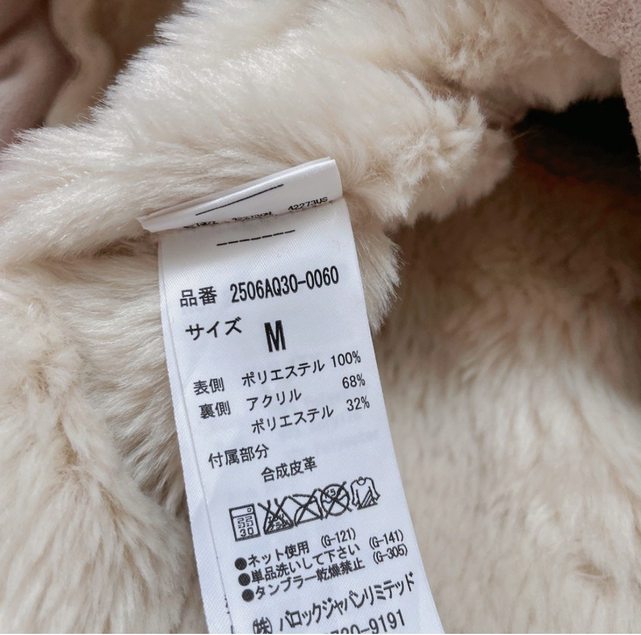 A2273US
品番 2506AQ30-0060
サイズ M
表側 ポリエステル 100%
裏側 アクリル 68%
ポリエステル 32%
付属部分
合成皮革
30
●ネット使用 (G-121)
●単品洗いして下さい (G-141)
●タンブラー乾燥禁止 (G-305)
(株)バロックジャパンリミテッド
730-9191